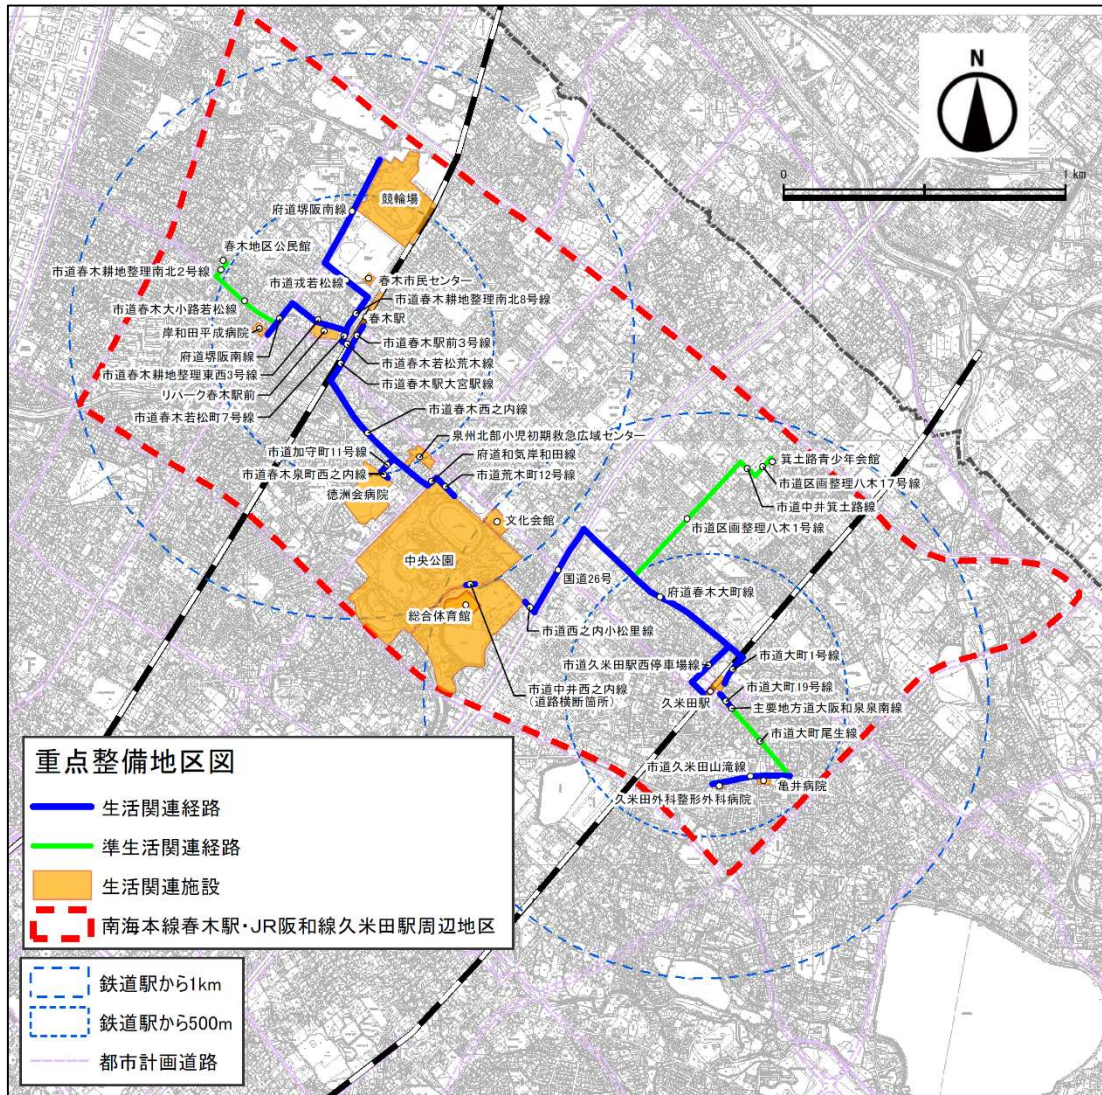 N
0
1 km
競輪場
府道堺阪南線
春木地区公民館
市道春木耕地整理南北2号線
市道戎若松線
春木市民センター
市道春木耕地整理南北8号線
市道春木大小路若松線
春木駅
岸和田平成病院
市道春木駅前3号線
府道堺阪南線
市道春木若松荒木線
市道春木耕地整理東西3号線
リパーク春木駅前
市道春木駅大宮駅線
市道春木若松町7号線
市道春木西之内線
泉州北部小児初期救急広域センター
市道加守町11号線
府道和気岸和田線
市道春木泉町西之内線
市道荒木町12号線
徳洲会病院
文化会館
箕土路青少年会館
市道区画整理八木17号線
市道中井箕土路線
市道区画整理八木1号線
中央公園
国道26号
府道春木大町線
総合体育館
市道西之内小松里線
市道久米田駅西停車場線
市道大町1号線
市道中井西之内線
(道路横断箇所)
久米田駅
市道大町19号線
主要地方道大阪和泉泉南線
市道大町尾生線
市道久米田山滝線
亀井病院
久米田外科整形外科病院
重点整備地区図
生活関連経路
準生活関連経路
生活関連施設
南海本線春木駅・JR阪和線久米田駅周辺地区
鉄道駅から1km
鉄道駅から500m
都市計画道路